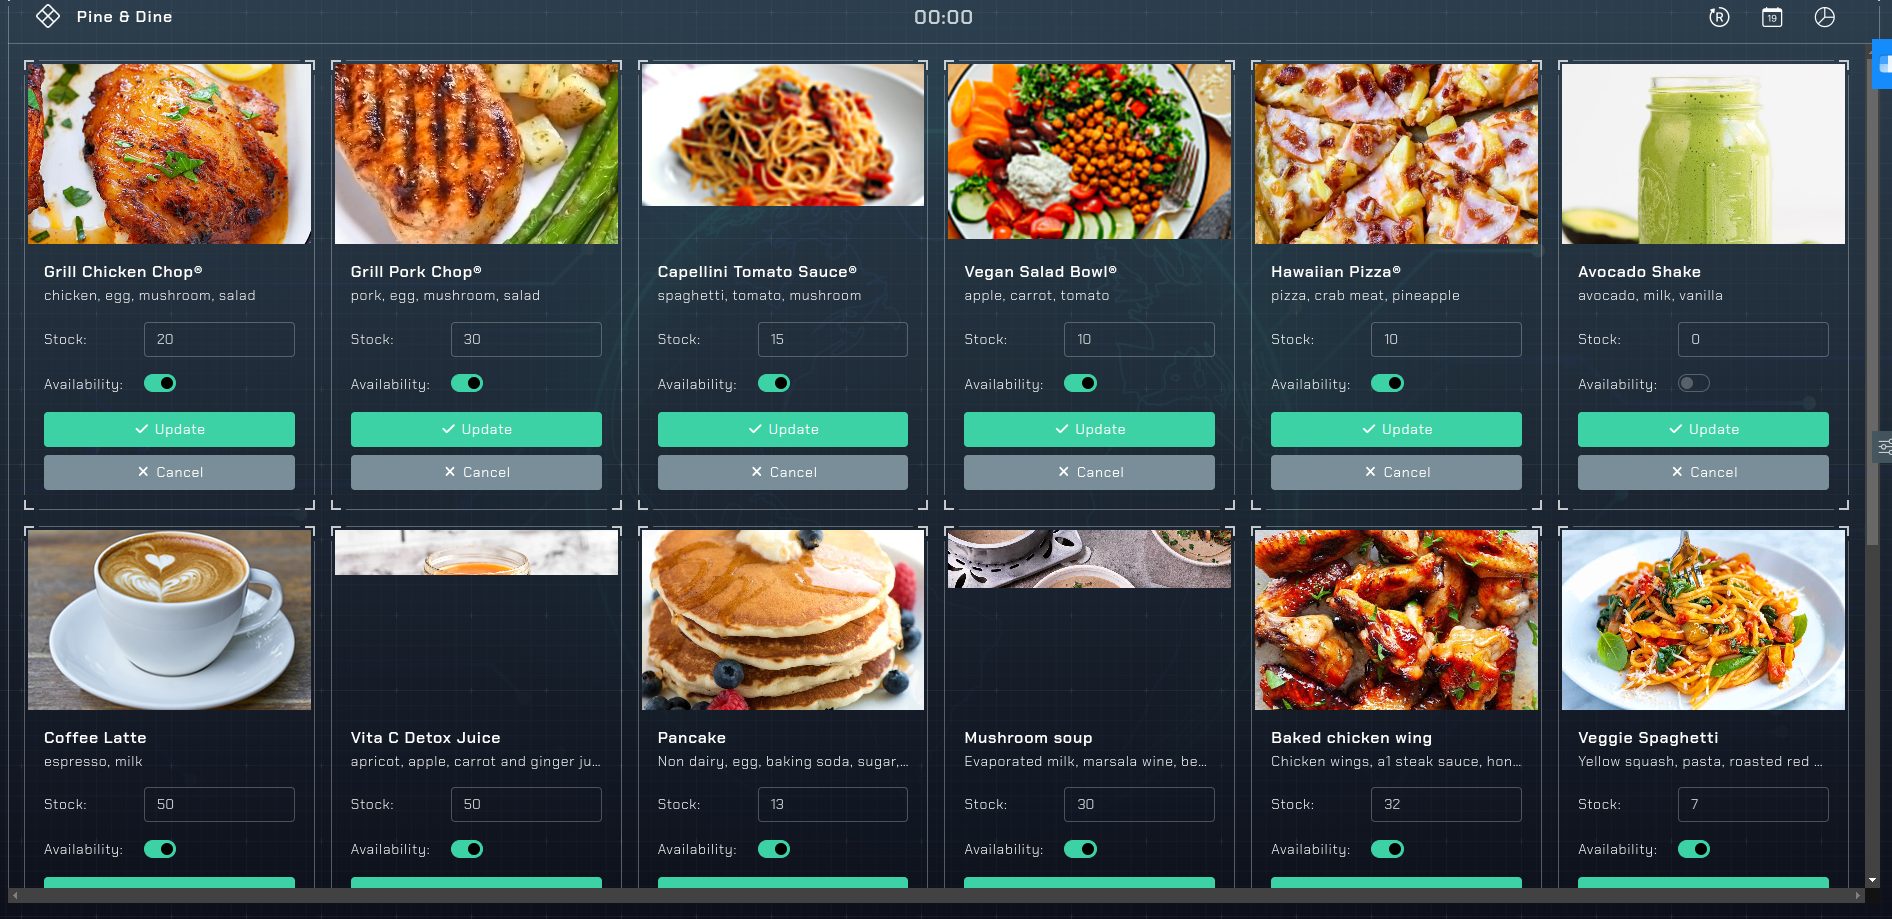 Pine & Dine
00:00
R
19
Grill Chicken Chop®
chicken, egg, mushroom, salad
Stock:
20
Availability:
Update
Cancel
Grill Pork Chop®
pork, egg, mushroom, salad
Stock:
30
Availability:
Update
Cancel
Capellini Tomato Sauce®
spaghetti, tomato, mushroom
Stock:
15
Availability:
Update
Cancel
Vegan Salad Bowl®
apple, carrot, tomato
Stock:
10
Availability:
Update
Cancel
Hawaiian Pizza®
pizza, crab meat, pineapple
Stock:
10
Availability:
Update
Cancel
Avocado Shake
avocado, milk, vanilla
Stock:
0
Availability:
Update
Cancel
Coffee Latte
espresso, milk
Stock:
50
Availability:
Vita C Detox Juice
apricot, apple, carrot and ginger ju...
Stock:
50
Availability:
Pancake
Non dairy, egg, baking soda, sugar,...
Stock:
13
Availability:
Mushroom soup
Evaporated milk, marsala wine, be...
Stock:
30
Availability:
Baked chicken wing
Chicken wings, a1 steak sauce, hon...
Stock:
32
Availability:
Veggie Spaghetti
Yellow squash, pasta, roasted red ...
Stock:
7
Availability: